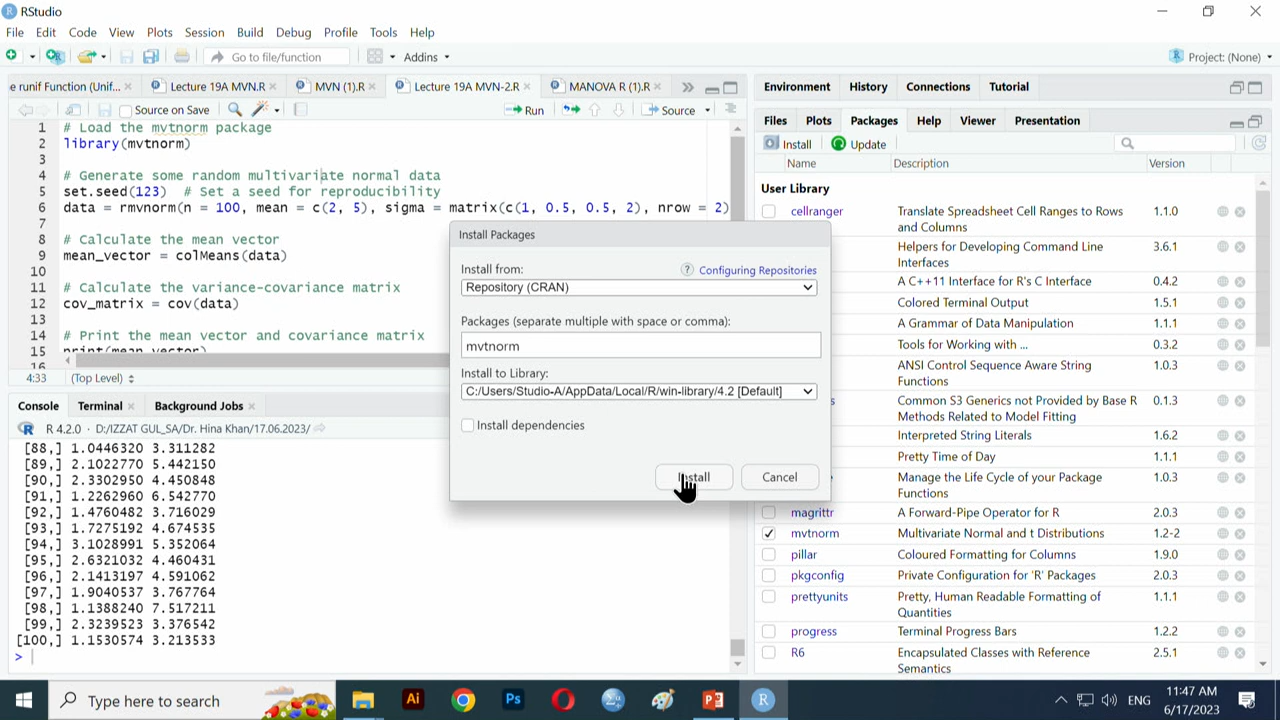 RStudio
File Edit Code View Plots Session Build Debug Profile Tools Help
Go to file/function
Addins
Project: (None)
e runif Function (Unif...
Lecture 19A MVN.R
MVN (1).R
Lecture 19A MVN-2.R
MANOVA R (1).R
Source on Save
Run
Source
1 # Load the mvtnorm package
2 library(mvtnorm)
3
4 # Generate some random multivariate normal data
5 set.seed(123) # Set a seed for reproducibility
6 data = rmvnorm(n = 100, mean = c(2, 5), sigma = matrix(c(1, 0.5, 0.5, 2), nrow = 2)
7
8 # Calculate the mean vector
9 mean_vector = colMeans(data)
10
11 # Calculate the variance-covariance matrix
12 cov_matrix = cov(data)
13
14 # Print the mean vector and covariance matrix
15 print(mean_vector)
16
4:33 (Top Level)
Console Terminal Background Jobs
R 4.2.0 · D:/IZZAT GUL_SA/Dr. Hina Khan/17.06.2023/
[88,] 1.0446320 3.311282
[89,] 2.1022770 5.442150
[90,] 2.3302950 4.450848
[91,] 1.2262960 6.542770
[92,] 1.4760482 3.716029
[93,] 1.7275192 4.674535
[94,] 3.1028991 5.352064
[95,] 2.6321032 4.460431
[96,] 2.1413197 4.591062
[97,] 1.9040537 3.767764
[98,] 1.1388240 7.517211
[99,] 2.3239523 3.376542
[100,] 1.1530574 3.213533
>
Install Packages
Install from:
Configuring Repositories
Repository (CRAN)
Packages (separate multiple with space or comma):
mvtnorm
Install to Library:
C:/Users/Studio-A/AppData/Local/R/win-library/4.2 [Default]
Install dependencies
Install
Cancel
Environment History Connections Tutorial
Files Plots Packages Help Viewer Presentation
Install Update
Name Description Version
User Library
cellranger Translate Spreadsheet Cell Ranges to Rows 1.1.0
and Columns
Helpers for Developing Command Line 3.6.1
Interfaces
A C++11 Interface for R's C Interface 0.4.2
Colored Terminal Output 1.5.1
A Grammar of Data Manipulation 1.1.1
Tools for Working with ... 0.3.2
ANSI Control Sequence Aware String 1.0.3
Functions
Common S3 Generics not Provided by Base R 0.1.3
Methods Related to Model Fitting
Interpreted String Literals 1.6.2
Pretty Time of Day 1.1.1
Manage the Life Cycle of your Package 1.0.3
Functions
magrittr A Forward-Pipe Operator for R 2.0.3
mvtnorm Multivariate Normal and t Distributions 1.2-2
pillar Coloured Formatting for Columns 1.9.0
pkgconfig Private Configuration for 'R' Packages 2.0.3
prettyunits Pretty, Human Readable Formatting of 1.1.1
Quantities
progress Terminal Progress Bars 1.2.2
R6 Encapsulated Classes with Reference 2.5.1
Semantics
Type here to search
ENG
11:47 AM
6/17/2023